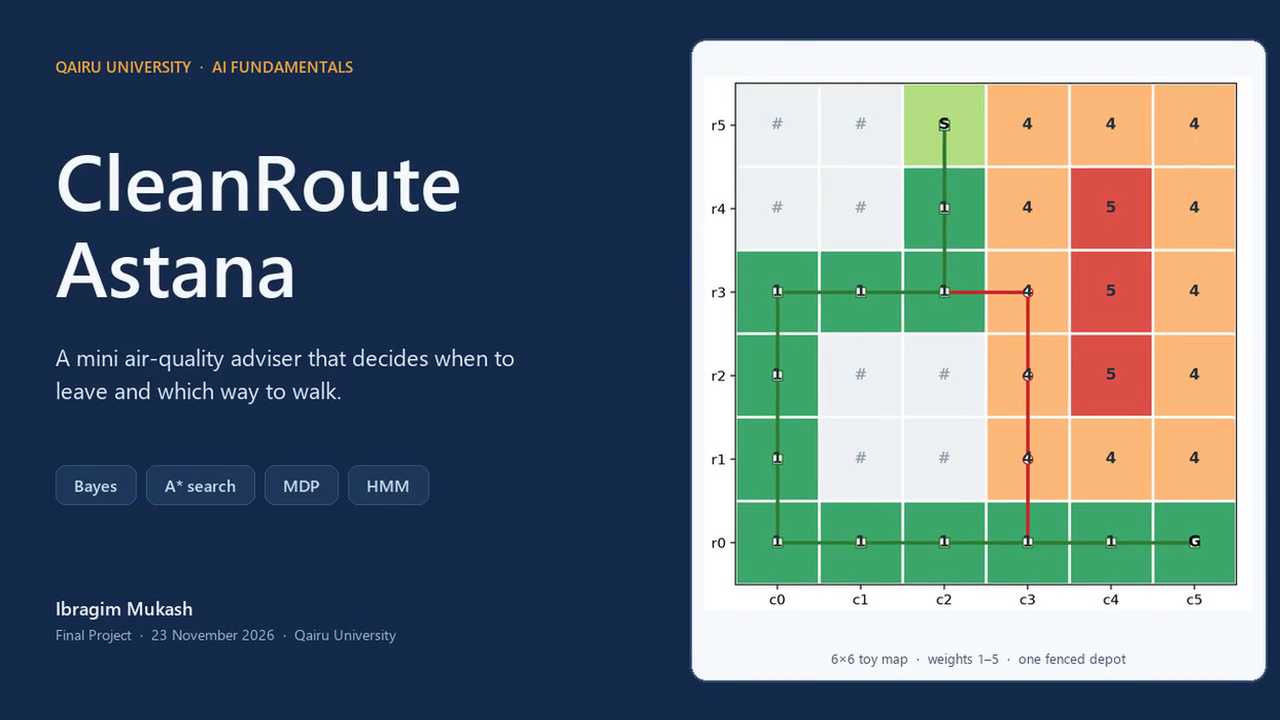 QAIRU UNIVERSITY · AI FUNDAMENTALS
CleanRoute
Astana
A mini air-quality adviser that decides when to
leave and which way to walk.
Bayes A* search MDP HMM
Ibragim Mukash
Final Project · 23 November 2026 · Qairu University
r5 # # S 4 4 4
r4 # # 1 4 5 4
r3 1 1 1 4 5 4
r2 1 # # 4 5 4
r1 1 # # 4 4 4
r0 1 1 1 1 1 G
c0 c1 c2 c3 c4 c5
6×6 toy map · weights 1–5 · one fenced depot